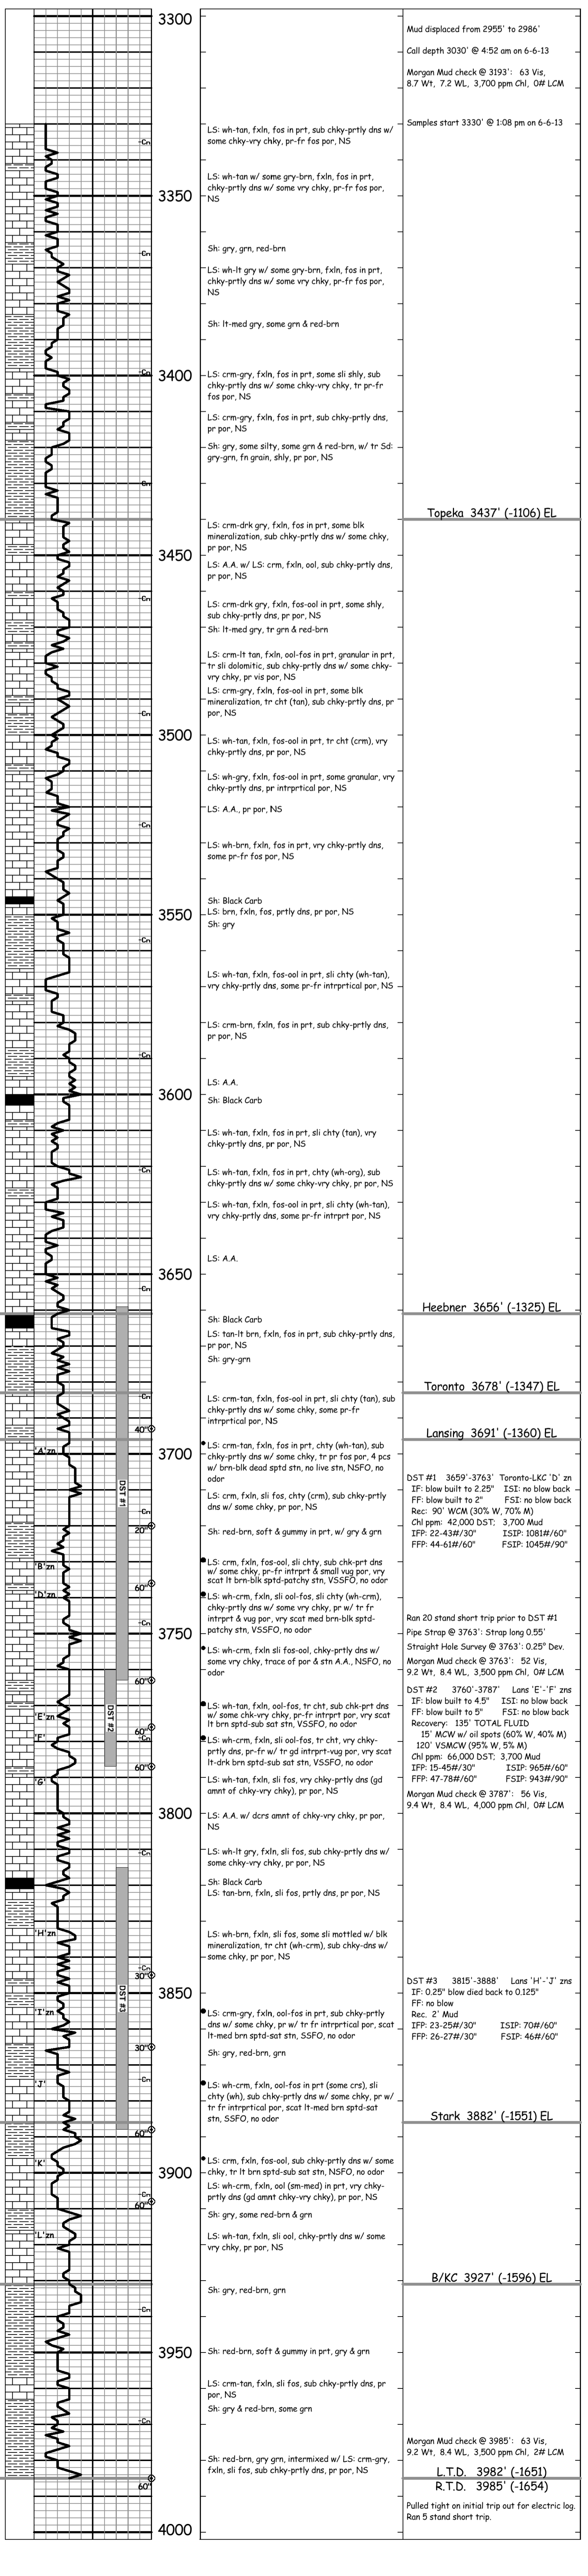 3300
Mud displaced from 2955' to 2986'
Call depth 3030' @ 4:52 am on 6-6-13
Morgan Mud check @ 3193': 63 Vis,
8.7 Wt, 7.2 WL, 3,700 ppm Chl, 0# LCM
Samples start 3330' @ 1:08 pm on 6-6-13
LS: wh-tan, fxln, fos in prt, sub chky-prtly dns w/
some chky-vry chky, pr-fr fos por, NS
Cn
LS: wh-tan w/ some gry-brn, fxln, fos in prt,
chky-prtly dns w/ some vry chky, pr-fr fos por,
NS
3350
Sh: gry, grn, red-brn
Cn
LS: wh-lt gry w/ some gry-brn, fxln, fos in prt,
chky-prtly dns w/ some vry chky, pr-fr fos por,
NS
Sh: lt-med gry, some grn & red-brn
Cn
3400
LS: crm-gry, fxln, fos in prt, some sli shly, sub
chky-prtly dns w/ some chky-vry chky, tr pr-fr
fos por, NS
LS: crm-gry, fxln, fos in prt, sub chky-prtly dns,
pr por, NS
Sh: gry, some silty, some grn & red-brn, w/ tr Sd:
gry-grn, fn grain, shly, pr por, NS
Cn
Topeka 3437' (-1106) EL
LS: crm-drk gry, fxln, fos in prt, some blk
mineralization, sub chky-prtly dns w/ some chky,
pr por, NS
3450
LS: A.A. w/ LS: crm, fxln, ool, sub chky-prtly dns,
pr por, NS
Cn
LS: crm-drk gry, fxln, fos-ool in prt, some shly,
sub chky-prtly dns, pr por, NS
Sh: lt-med gry, tr grn & red-brn
LS: crm-lt tan, fxln, ool-fos in prt, granular in prt,
tr sli dolomitic, sub chky-prtly dns w/ some chky-
vry chky, pr vis por, NS
LS: crm-gry, fxln, fos-ool in prt, some blk
mineralization, tr cht (tan), sub chky-prtly dns, pr
por, NS
Cn
3500
LS: wh-tan, fxln, fos-ool in prt, tr cht (crm), vry
chky-prtly dns, pr por, NS
LS: wh-gry, fxln, fos-ool in prt, some granular, vry
chky-prtly dns, pr intrprtical por, NS
LS: A.A., pr por, NS
Cn
LS: wh-brn, fxln, fos in prt, vry chky-prtly dns,
some pr-fr fos por, NS
Sh: Black Carb
3550
LS: brn, fxln, fos, prtly dns, pr por, NS
Sh: gry
Cn
LS: wh-tan, fxln, fos-ool in prt, sli chty (wh-tan),
vry chky-prtly dns, some pr-fr intrprtical por, NS
LS: crm-brn, fxln, fos in prt, sub chky-prtly dns,
pr por, NS
Cn
LS: A.A.
3600
Sh: Black Carb
LS: wh-tan, fxln, fos in prt, sli chty (tan), vry
chky-prtly dns, pr por, NS
Cn
LS: wh-tan, fxln, fos in prt, chty (wh-org), sub
chky-prtly dns w/ some chky-vry chky, pr por, NS
LS: wh-tan, fxln, fos-ool in prt, sli chty (wh-tan),
vry chky-prtly dns, some pr-fr intrprt por, NS
LS: A.A.
3650
Cn
Heebner 3656' (-1325) EL
Sh: Black Carb
LS: tan-lt brn, fxln, fos in prt, sub chky-prtly dns,
pr por, NS
Sh: gry-grn
Toronto 3678' (-1347) EL
Cn
LS: crm-tan, fxln, fos-ool in prt, sli chty (tan), sub
chky-prtly dns w/ some chky, some pr-fr
intrprtical por, NS
40"
Lansing 3691' (-1360) EL
'A'zn
3700
LS: crm-tan, fxln, fos in prt, chty (wh-tan), sub
chky-prtly dns w/ some chky, tr pr fos por, 4 pcs
w/ brn-blk dead sptd stn, no live stn, NSFO, no
odor
DST #1
DST #1 3659'-3763' Toronto-LKC 'D' zn
IF: blow built to 2.25" ISI: no blow back
FF: blow built to 2" FSI: no blow back
Rec: 90' WCM (30% W, 70% M)
Chl ppm: 42,000 DST; 3,700 Mud
IFP: 22-43#/30" ISIP: 1081#/60"
FFP: 44-61#/60" FSIP: 1045#/90"
LS: crm, fxln, sli fos, chty (crm), sub chky-prtly
dns w/ some chky, pr por, NS
20"
Sh: red-brn, soft & gummy in prt, w/ gry & grn
'B'zn
LS: crm, fxln, fos-ool, sli chty, sub chk-prt dns
w/ some chky, pr-fr intrprt & small vug por, vry
scat lt brn-blk sptd-patchy stn, VSSFO, no odor
60"
'D'zn
LS: wh-crm, fxln, sli ool-fos, sli chty (wh-crm),
chky-prtly dns w/ some vry chky, pr w/ tr fr
intrprt & vug por, vry scat med brn-blk sptd-
patchy stn, VSSFO, no odor
Ran 20 stand short trip prior to DST #1
Pipe Strap @ 3763': Strap long 0.55'
Straight Hole Survey @ 3763': 0.25° Dev.
Morgan Mud check @ 3763': 52 Vis,
9.2 Wt, 8.4 WL, 3,500 ppm Chl, 0# LCM
3750
LS: wh-crm, fxln sli fos-ool, chky-prtly dns w/
some vry chky, trace of por & stn A.A., NSFO, no
odor
60"
DST #2
DST #2 3760'-3787' Lans 'E'-'F' zns
IF: blow built to 4.5" ISI: no blow back
FF: blow built to 5" FSI: no blow back
Recovery: 135' TOTAL FLUID
15' MCW w/ oil spots (60% W, 40% M)
120' VSMCW (95% W, 5% M)
Chl ppm: 66,000 DST; 3,700 Mud
IFP: 15-45#/30" ISIP: 965#/60"
FFP: 47-78#/60" FSIP: 943#/90"
LS: wh-tan, fxln, ool-fos, tr cht, sub chk-prt dns
w/ some chk-vry chky, pr-fr intrprt por, vry scat
lt brn sptd-sub sat stn, VSSFO, no odor
'E'zn
60"
'F'
Cn
LS: wh-crm, fxln, sli ool-fos, tr cht, vry chky-
prtly dns, pr-fr w/ tr gd intrprt-vug por, vry scat
lt-drk brn sptd-sub sat stn, VSSFO, no odor
60"
'G'
LS: wh-tan, fxln, sli fos, vry chky-prtly dns (gd
amnt of chky-vry chky), pr por, NS
Morgan Mud check @ 3787': 56 Vis,
9.4 Wt, 8.4 WL, 4,000 ppm Chl, 0# LCM
3800
LS: A.A. w/ dcrs amnt of chky-vry chky, pr por,
NS
Cn
LS: wh-lt gry, fxln, sli fos, sub chky-prtly dns w/
some chky-vry chky, pr por, NS
Sh: Black Carb
LS: tan-brn, fxln, sli fos, prtly dns, pr por, NS
'H'zn
LS: wh-brn, fxln, sli fos, some sli mottled w/ blk
mineralization, tr cht (wh-crm), sub chky-dns w/
some chky, pr por, NS
Cn
30"
DST #3
DST #3 3815'-3888' Lans 'H'-'J' zns
IF: 0.25" blow died back to 0.125"
FF: no blow
Rec. 2' Mud
IFP: 23-25#/30" ISIP: 70#/60"
FFP: 26-27#/30" FSIP: 46#/60"
3850
'I'zn
LS: crm-gry, fxln, ool-fos in prt, sub chky-prtly
dns w/ some chky, pr w/ tr fr intrprtical por, scat
lt-med brn sptd-sat stn, SSFO, no odor
30"
Sh: gry, red-brn, grn
'J'
Cn
LS: wh-crm, fxln, ool-fos in prt (some crs), sli
chty (wh), sub chky-prtly dns w/ some chky, pr w/
tr fr intrprtical por, scat lt-med brn sptd-sat
stn, SSFO, no odor
Stark 3882' (-1551) EL
60"
'K'
3900
LS: crm, fxln, fos-ool, sub chky-prtly dns w/ some
chky, tr lt brn sptd-sub sat stn, NSFO, no odor
LS: wh-crm, fxln, ool (sm-med) in prt, vry chky-
prtly dns (gd amnt chky-vry chky), pr por, NS
Cn
60"
Sh: gry, some red-brn & grn
'L'zn
LS: wh-tan, fxln, sli ool, chky-prtly dns w/ some
vry chky, pr por, NS
B/KC 3927' (-1596) EL
Sh: gry, red-brn, grn
Cn
3950
Sh: red-brn, soft & gummy in prt, gry & grn
LS: crm-tan, fxln, sli fos, sub chky-prtly dns, pr
por, NS
Sh: gry & red-brn, some grn
Cn
Morgan Mud check @ 3985': 63 Vis,
9.2 Wt, 8.4 WL, 3,500 ppm Chl, 2# LCM
Sh: red-brn, gry grn, intermixed w/ LS: crm-gry,
fxln, sli fos, sub chky-prtly dns, pr por, NS
L.T.D. 3982' (-1651)
60"
R.T.D. 3985' (-1654)
Pulled tight on initial trip out for electric log.
Ran 5 stand short trip.
4000